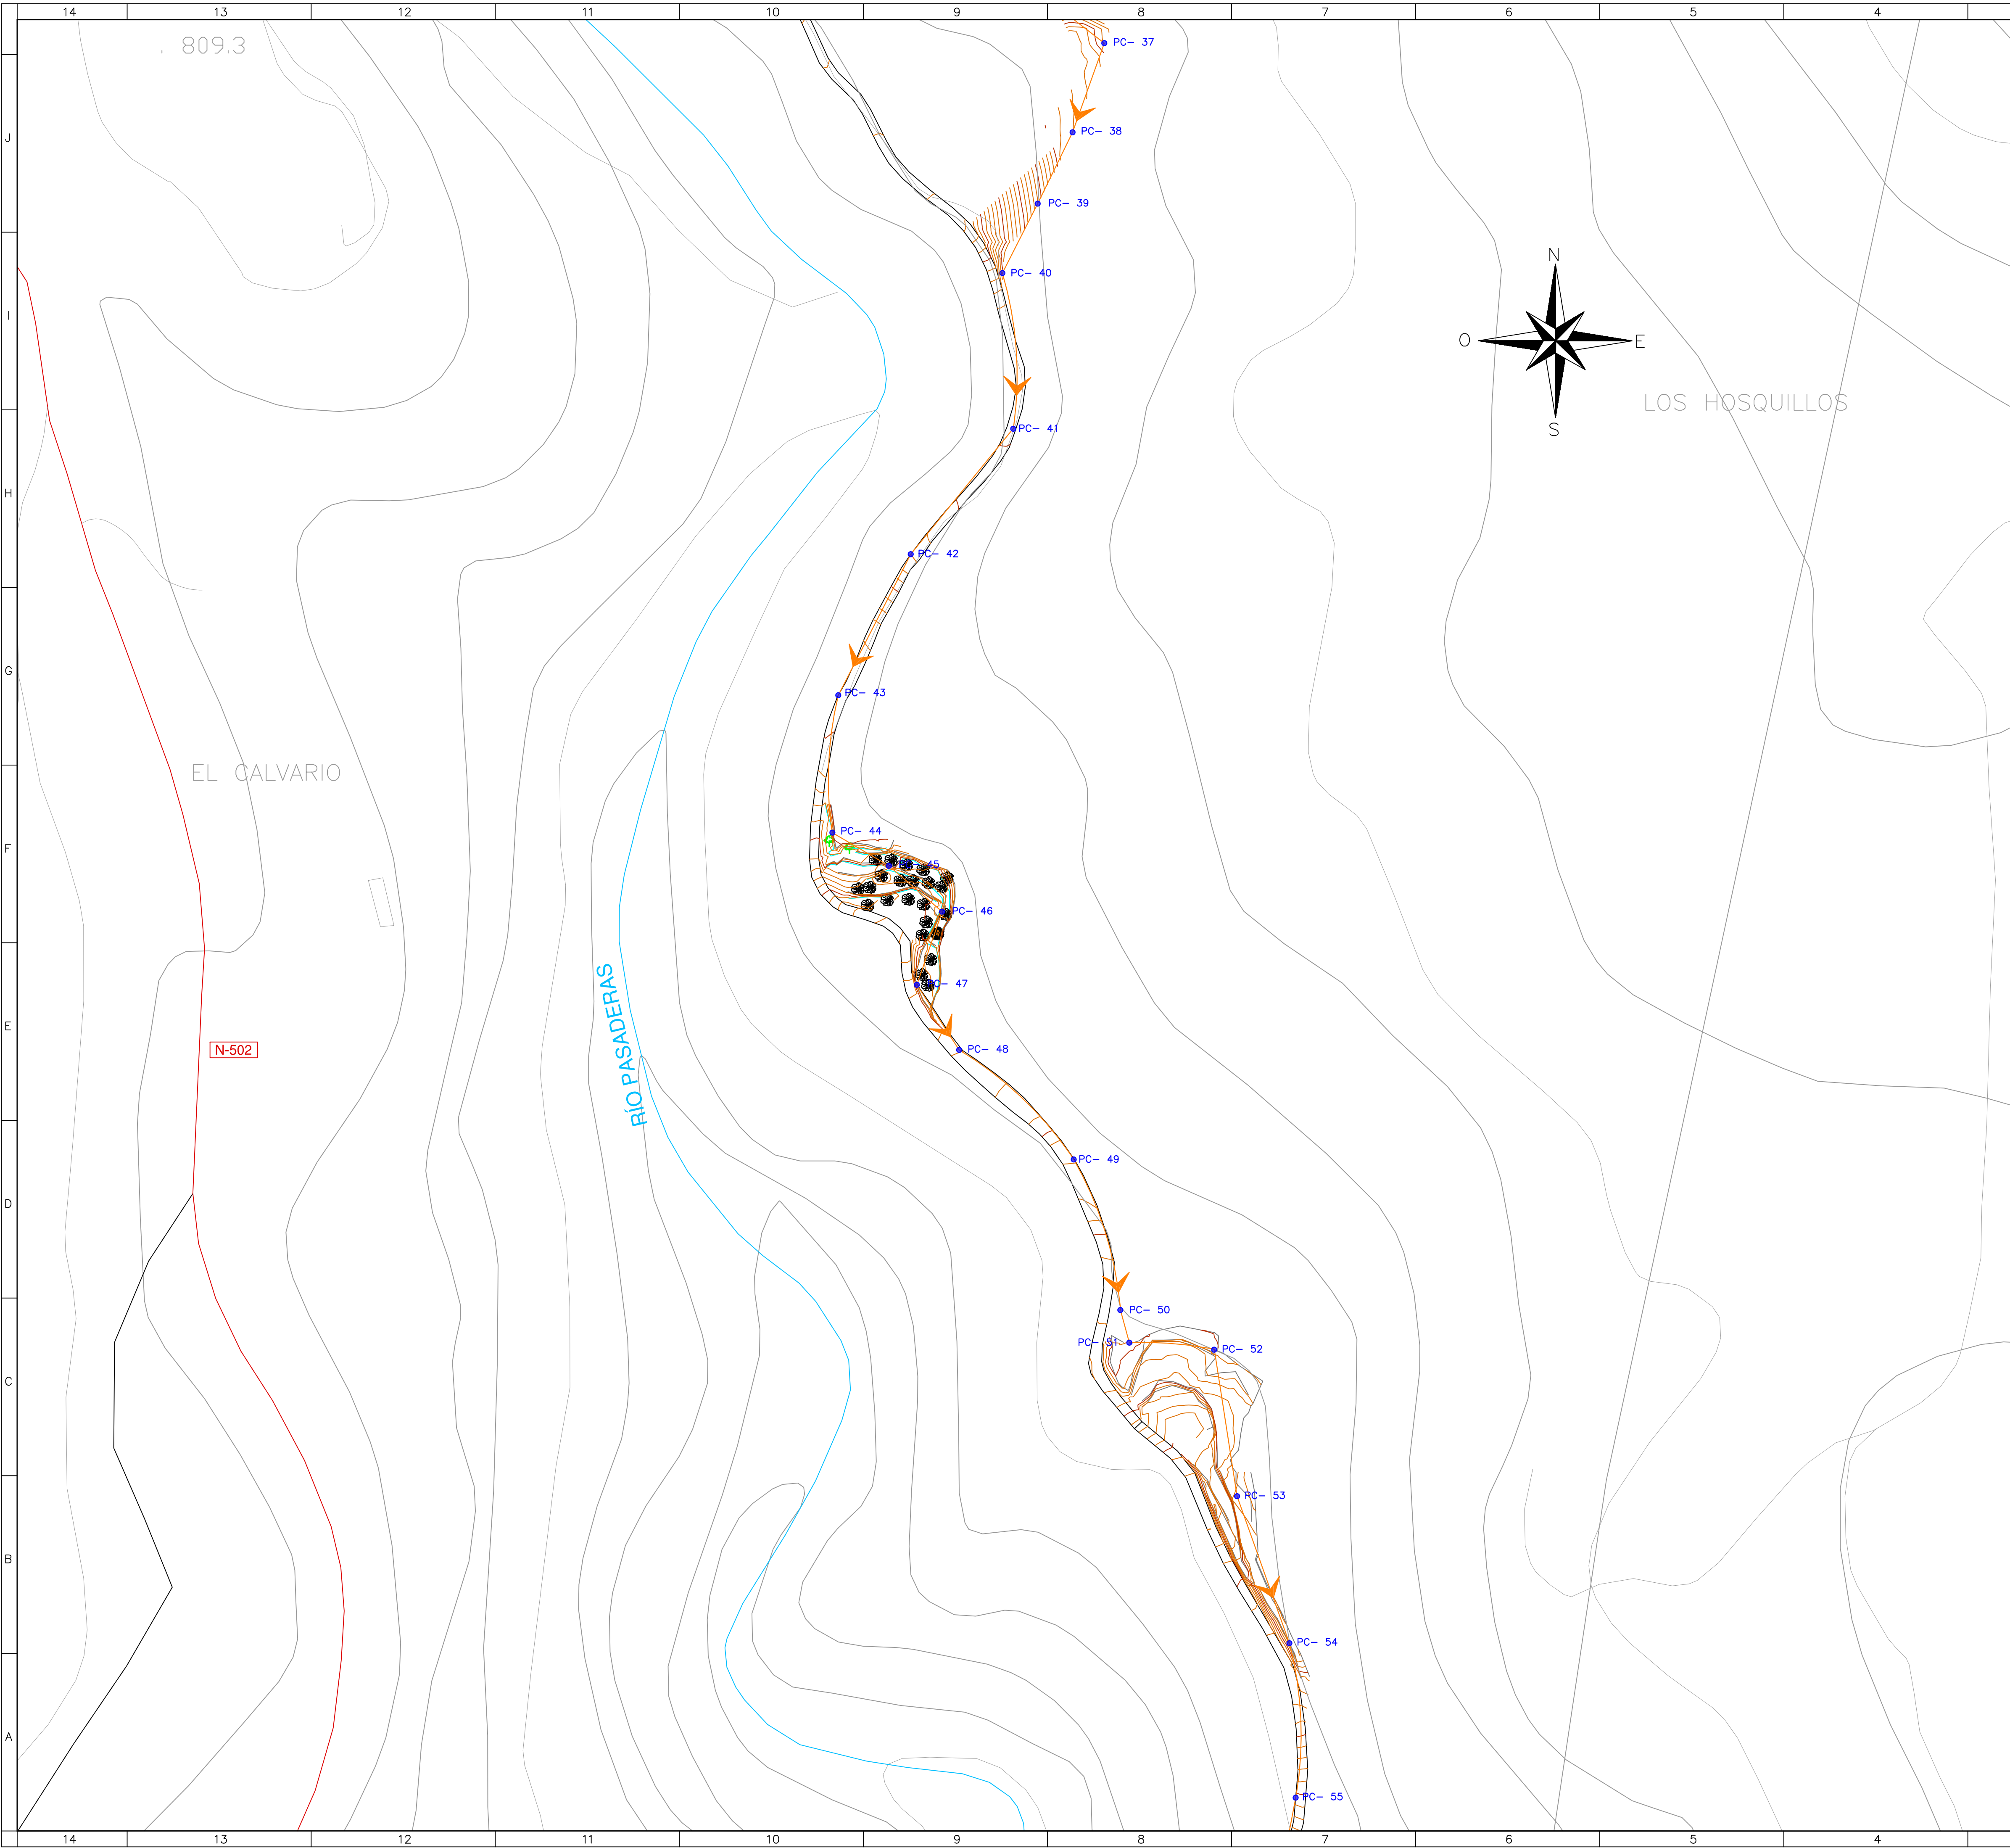 14 13 12 11 10 9 8 7 6 5 4
. 809.3
PC- 37
J
PC- 38
PC- 39
N
PC- 40
I
O E
LOS HOSQUILLOS
PC- 41
S
H
PC- 42
G
PC- 43
EL CALVARIO
PC- 44
F
45
PC- 46
PC- 47
E
N-502
PC- 48
RÍO PASADERAS
PC- 49
D
PC- 50
PC- 51
PC- 52
C
PC- 53
B
PC- 54
A
PC- 55
14 13 12 11 10 9 8 7 6 5 4